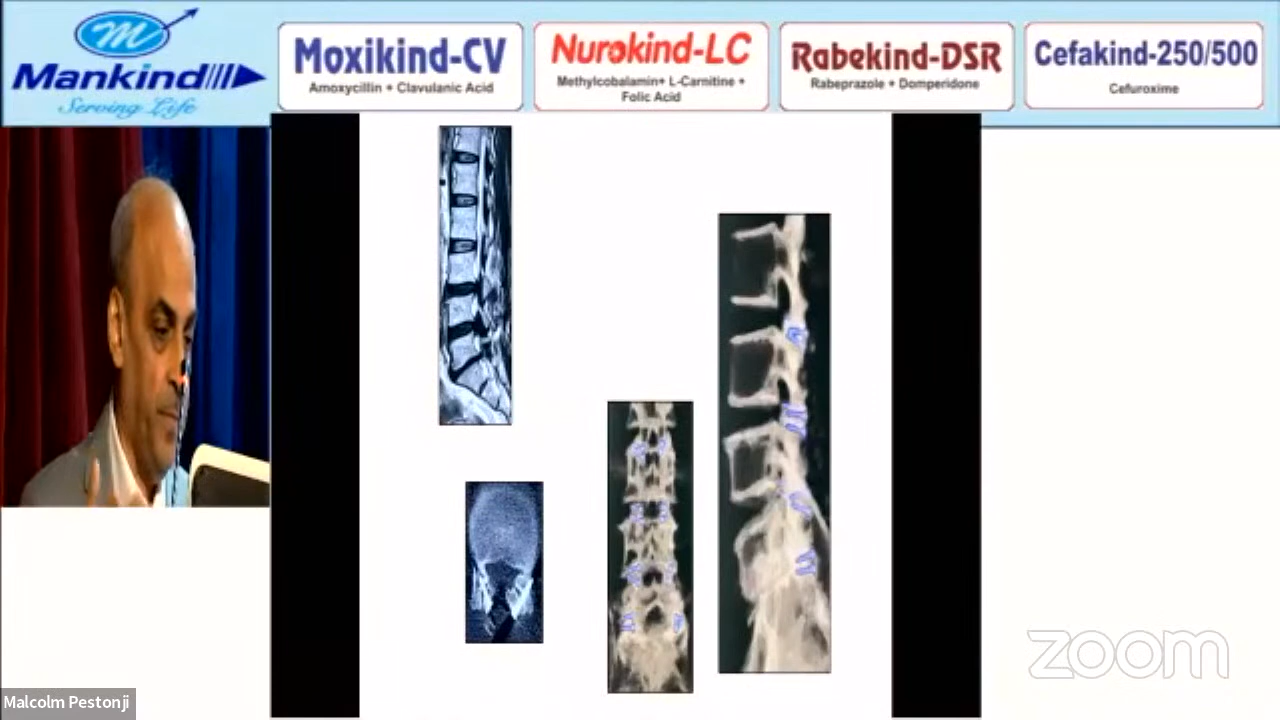 m
Mankind
Serving Life
Moxikind-CV
Amoxycillin + Clavulanic Acid
Nurokind-LC
Methylcobalamin+ L-Carnitine +
Folic Acid
Rabekind-DSR
Rabeprazole + Domperidone
Cefakind-250/500
Cefuroxime
zoom
Malcolm Pestonji